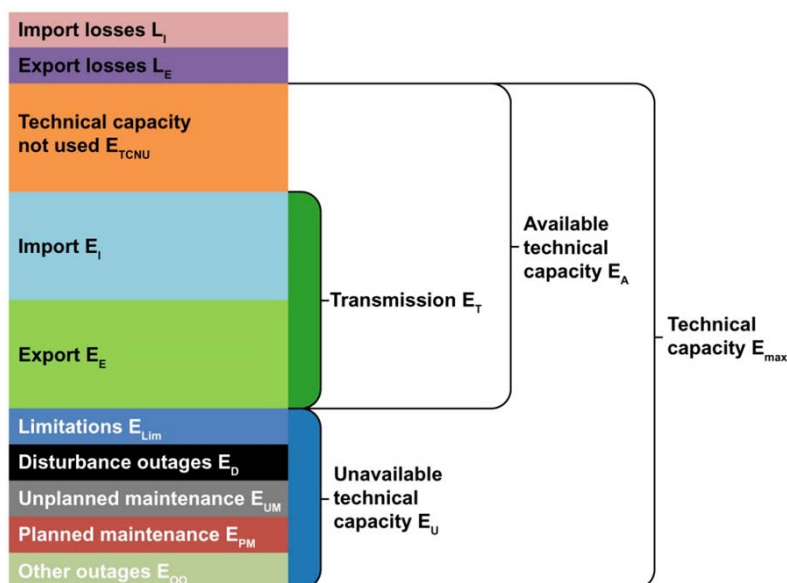 Import losses L_I
Export losses L_E
Technical capacity
not used E_TCNU
Import E_I
Export E_E
Limitations E_Lim
Disturbance outages E_D
Unplanned maintenance E_UM
Planned maintenance E_PM
Other outages E_OO
Transmission E_T
Unavailable
technical
capacity E_U
Available
technical
capacity E_A
Technical
capacity E_max